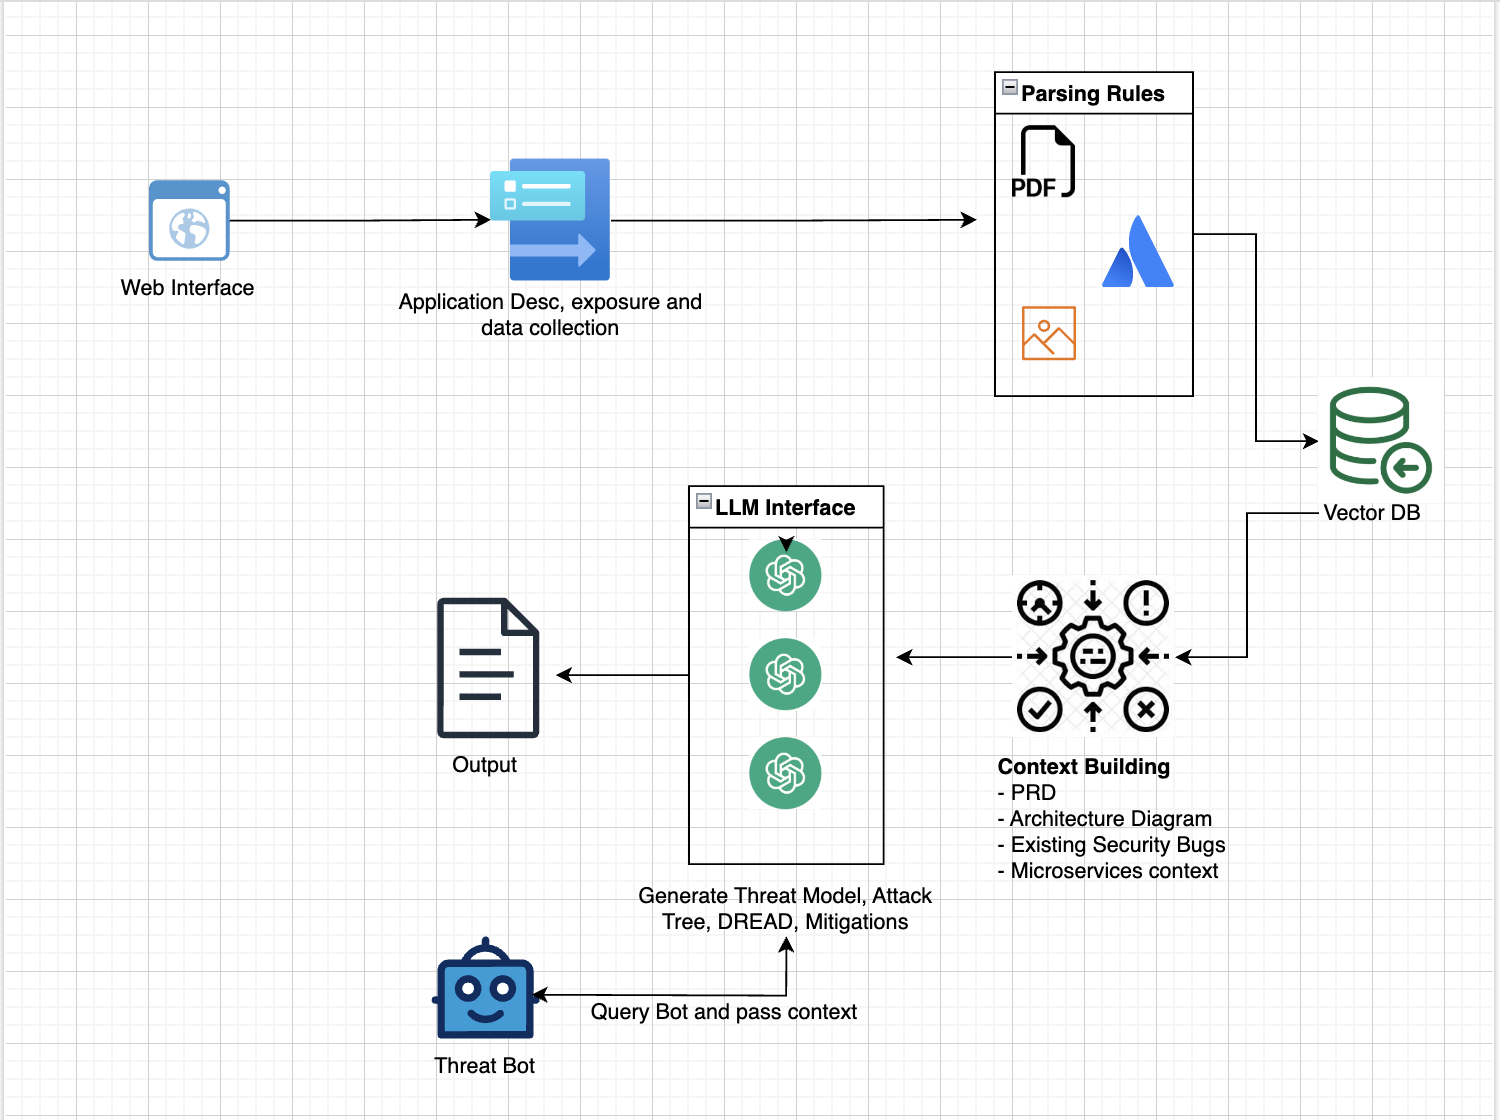 Parsing Rules
PDF
Web Interface
Application Desc, exposure and
data collection
Vector DB
LLM Interface
Output
Context Building
- PRD
- Architecture Diagram
- Existing Security Bugs
- Microservices context
Generate Threat Model, Attack
Tree, DREAD, Mitigations
Query Bot and pass context
Threat Bot